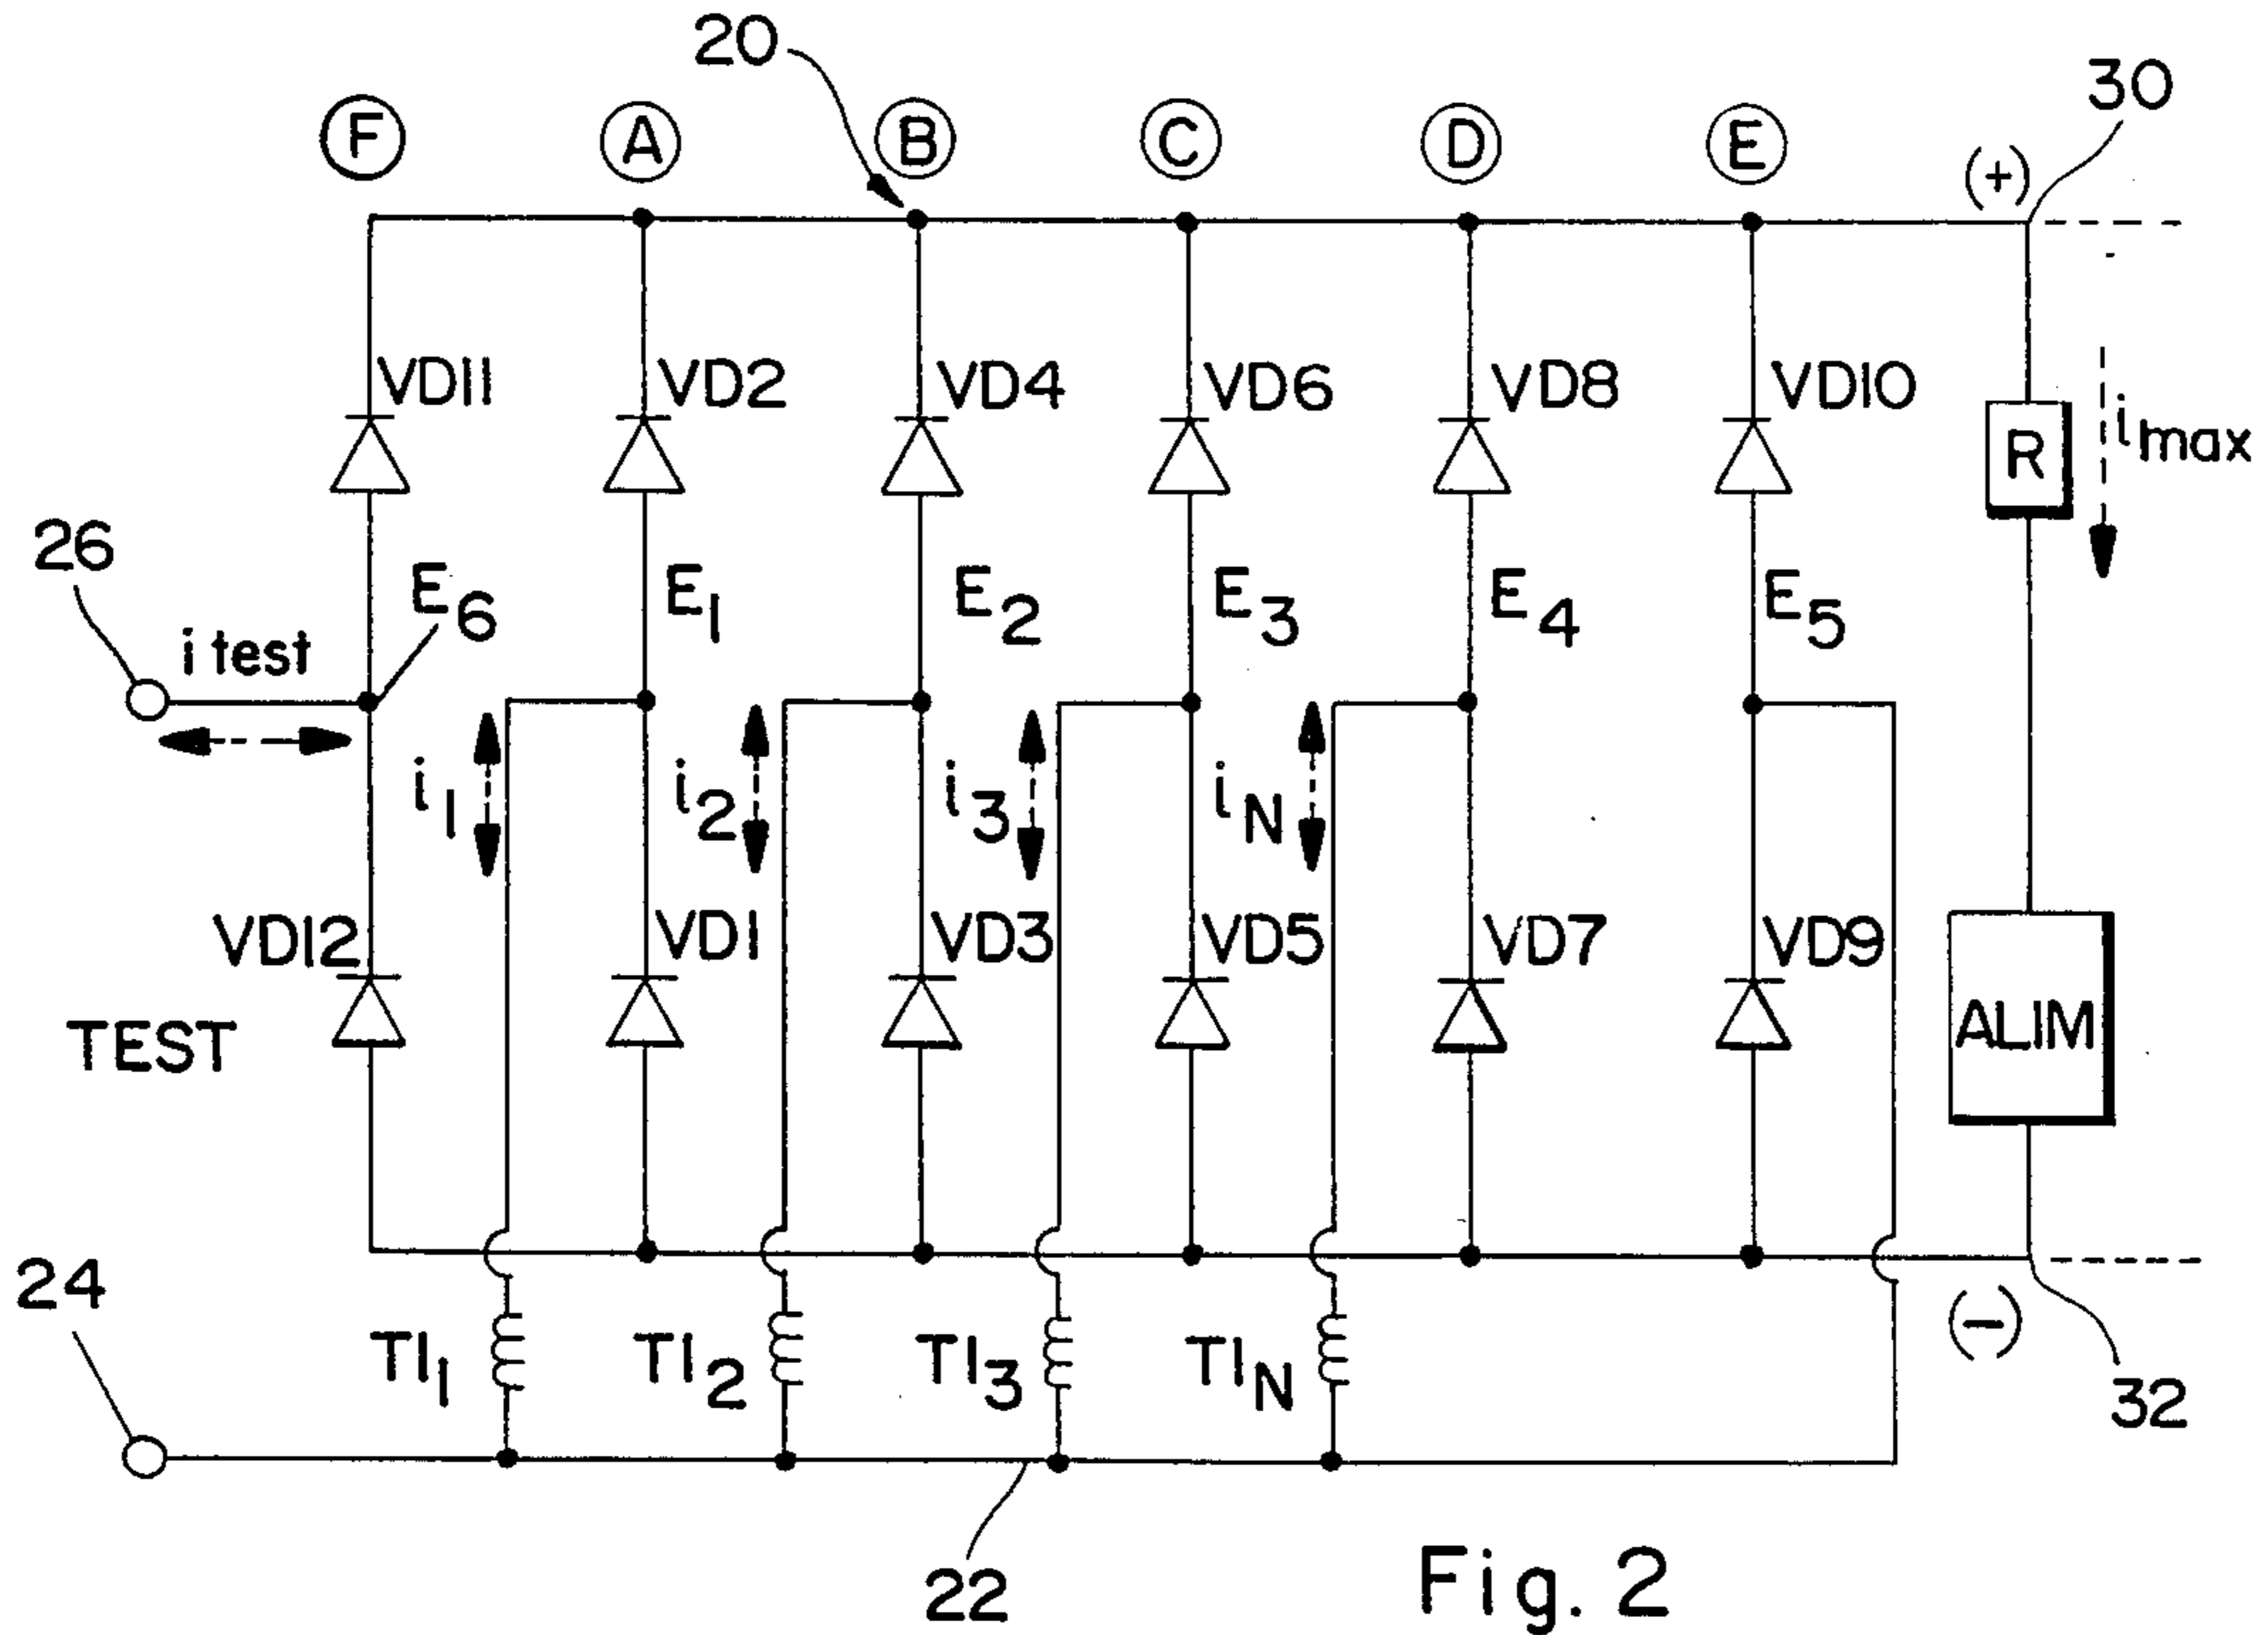 20
30
F A B C D E (+)
VD11 VD2 VD4 VD6 VD8 VD10
R
i max
26
E6 E1 E2 E3 E4 E5
i test
i1 i2 i3 iN
VD12 VD1 VD3 VD5 VD7 VD9
TEST
ALIM
24
TI1 TI2 TI3 TIN
(-)
32
22
Fig. 2